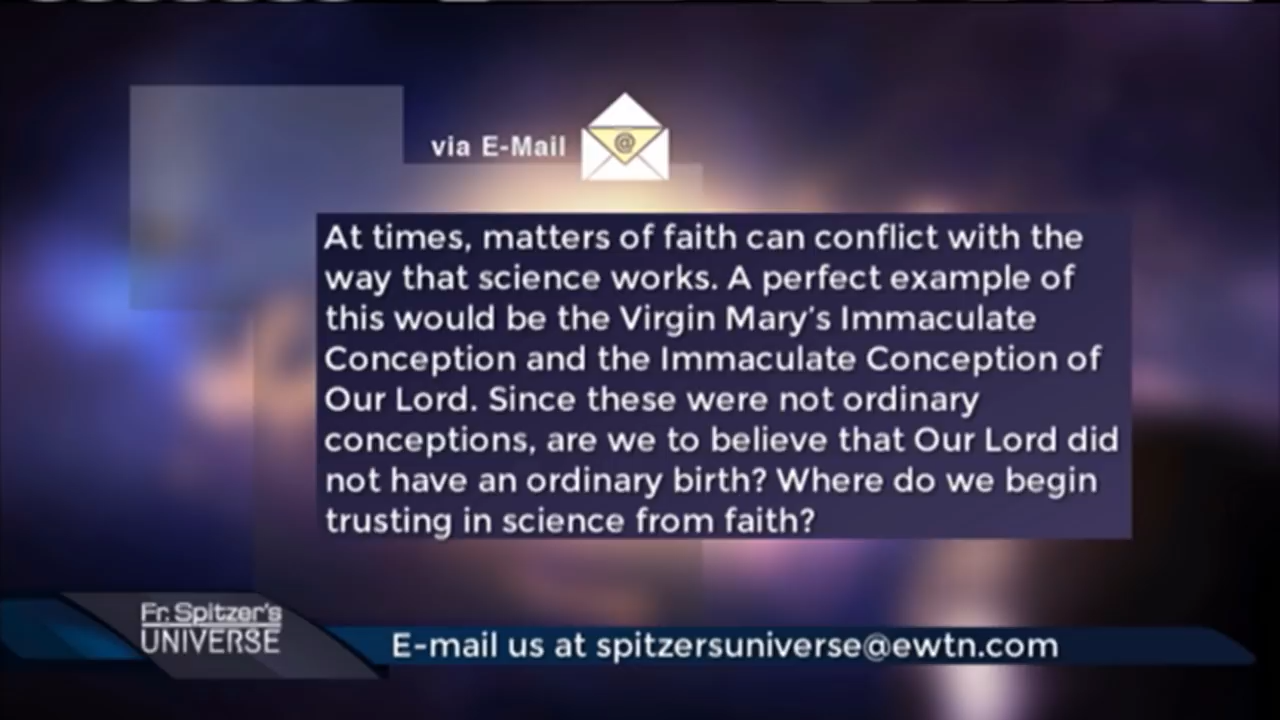 via E-Mail
@
At times, matters of faith can conflict with the
way that science works. A perfect example of
this would be the Virgin Mary's Immaculate
Conception and the Immaculate Conception of
Our Lord. Since these were not ordinary
conceptions, are we to believe that Our Lord did
not have an ordinary birth? Where do we begin
trusting in science from faith?
Fr. Spitzer's
UNIVERSE
E-mail us at spitzersuniverse@ewtn.com